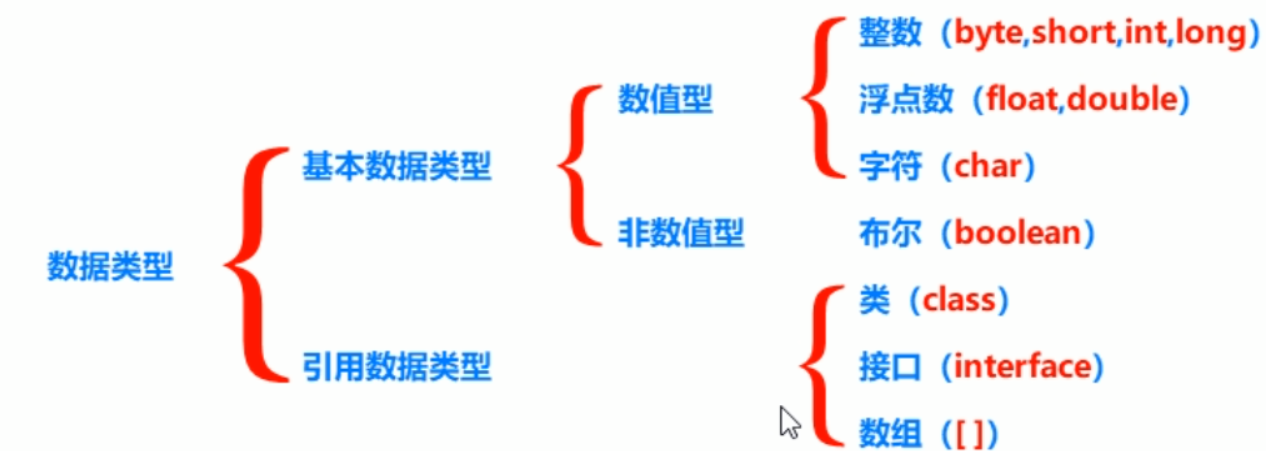 整数（byte,short,int,long）
浮点数（float,double）
数值型
字符（char）
基本数据类型
非数值型
布尔（boolean）
数据类型
类（class）
引用数据类型
接口（interface）
数组（[ ]）